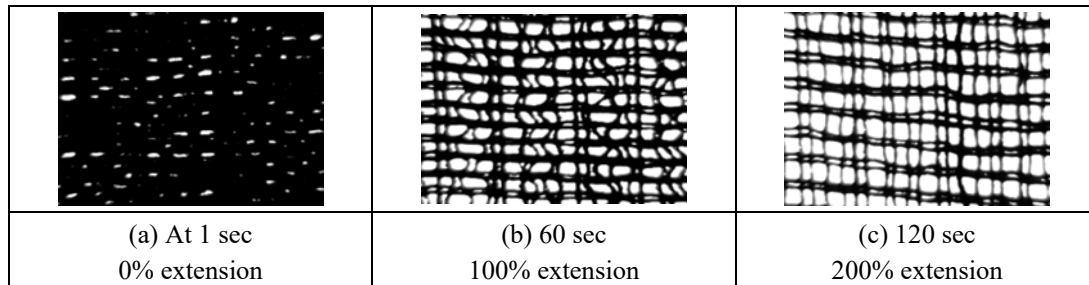 (a) At 1 sec
0% extension
(b) 60 sec
100% extension
(c) 120 sec
200% extension